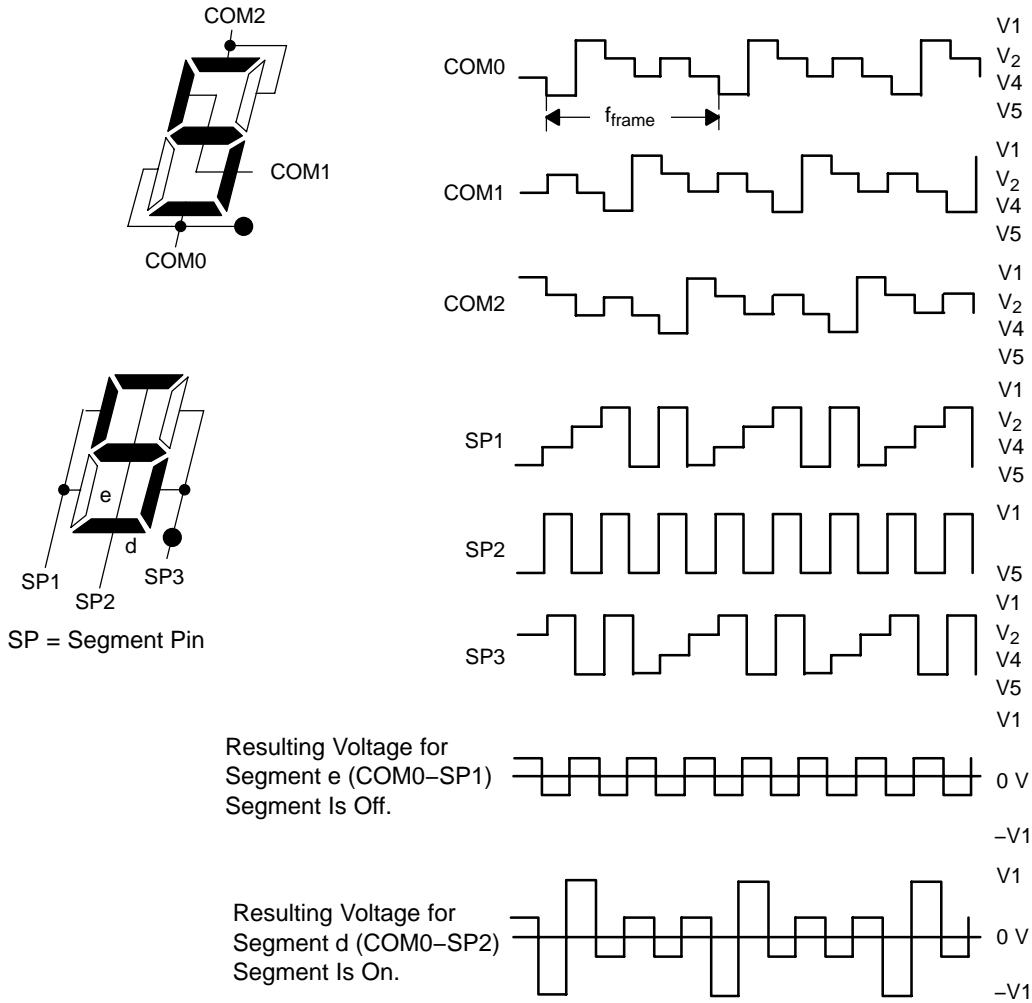 COM2
COM1
COM0
e
d
SP1
SP2
SP3
SP = Segment Pin
COM0
fframe
V1
V2
V4
V5
COM1
V1
V2
V4
V5
COM2
V1
V2
V4
V5
SP1
V1
V2
V4
V5
SP2
V1
V5
SP3
V1
V2
V4
V5
Resulting Voltage for
Segment e (COM0−SP1)
Segment Is Off.
V1
0 V
−V1
Resulting Voltage for
Segment d (COM0−SP2)
Segment Is On.
V1
0 V
−V1